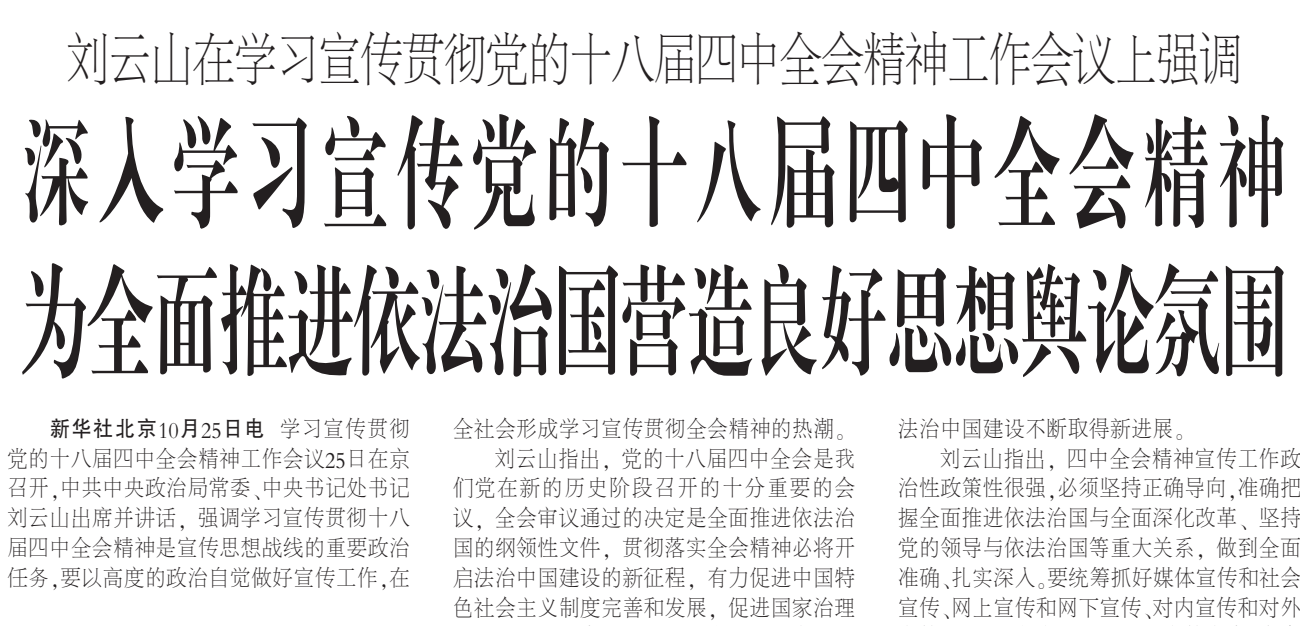 刘云山在学习宣传贯彻党的十八届四中全会精神工作会议上强调
深入学习宣传党的十八届四中全会精神
为全面推进依法治国营造良好思想舆论氛围
新华社北京10月25日电 学习宣传贯彻
党的十八届四中全会精神工作会议25日在京
召开,中共中央政治局常委、中央书记处书记
刘云山出席并讲话，强调学习宣传贯彻十八
届四中全会精神是宣传思想战线的重要政治
任务,要以高度的政治自觉做好宣传工作,在
全社会形成学习宣传贯彻全会精神的热潮。
刘云山指出，党的十八届四中全会是我
们党在新的历史阶段召开的十分重要的会
议，全会审议通过的决定是全面推进依法治
国的纲领性文件，贯彻落实全会精神必将开
启法治中国建设的新征程，有力促进中国特
色社会主义制度完善和发展，促进国家治理
法治中国建设不断取得新进展。
刘云山指出，四中全会精神宣传工作政
治性政策性很强,必须坚持正确导向,准确把
握全面推进依法治国与全面深化改革、坚持
党的领导与依法治国等重大关系，做到全面
准确、扎实深入。要统筹抓好媒体宣传和社会
宣传、网上宣传和网下宣传、对内宣传和对外